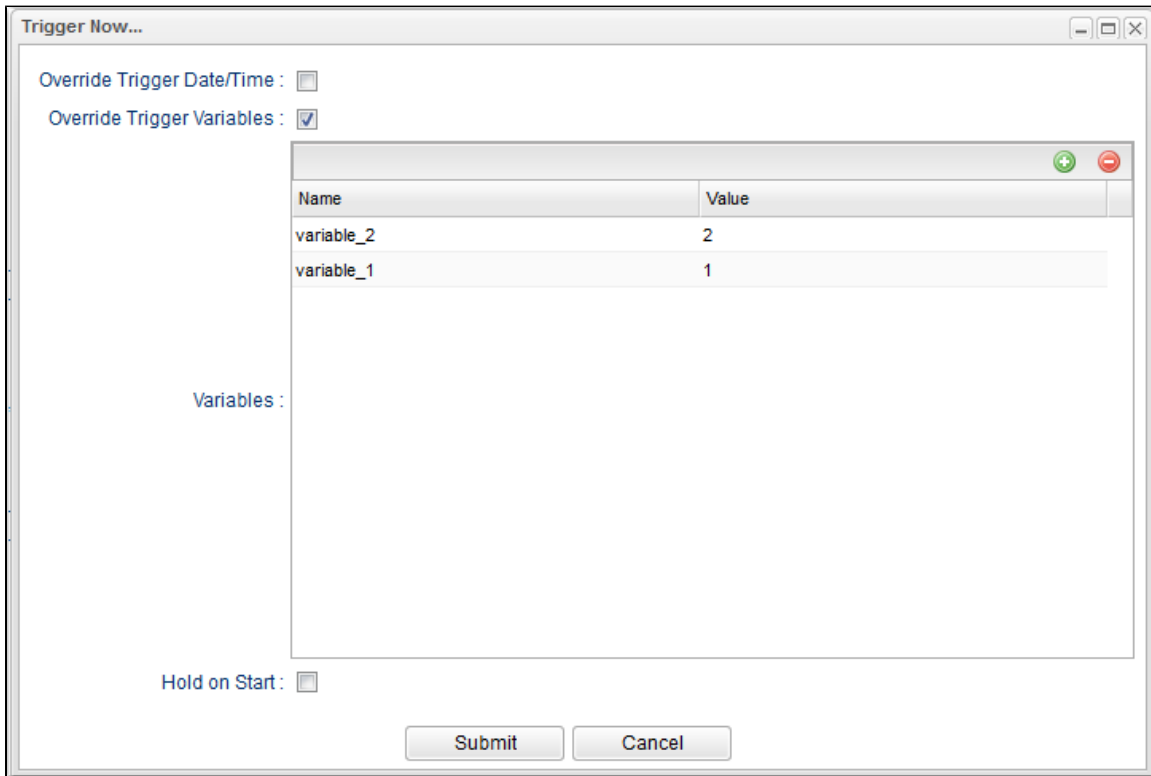 Trigger Now...
Override Trigger Date/Time :
Override Trigger Variables :
Name Value
variable_2 2
variable_1 1
Variables :
Hold on Start :
Submit Cancel